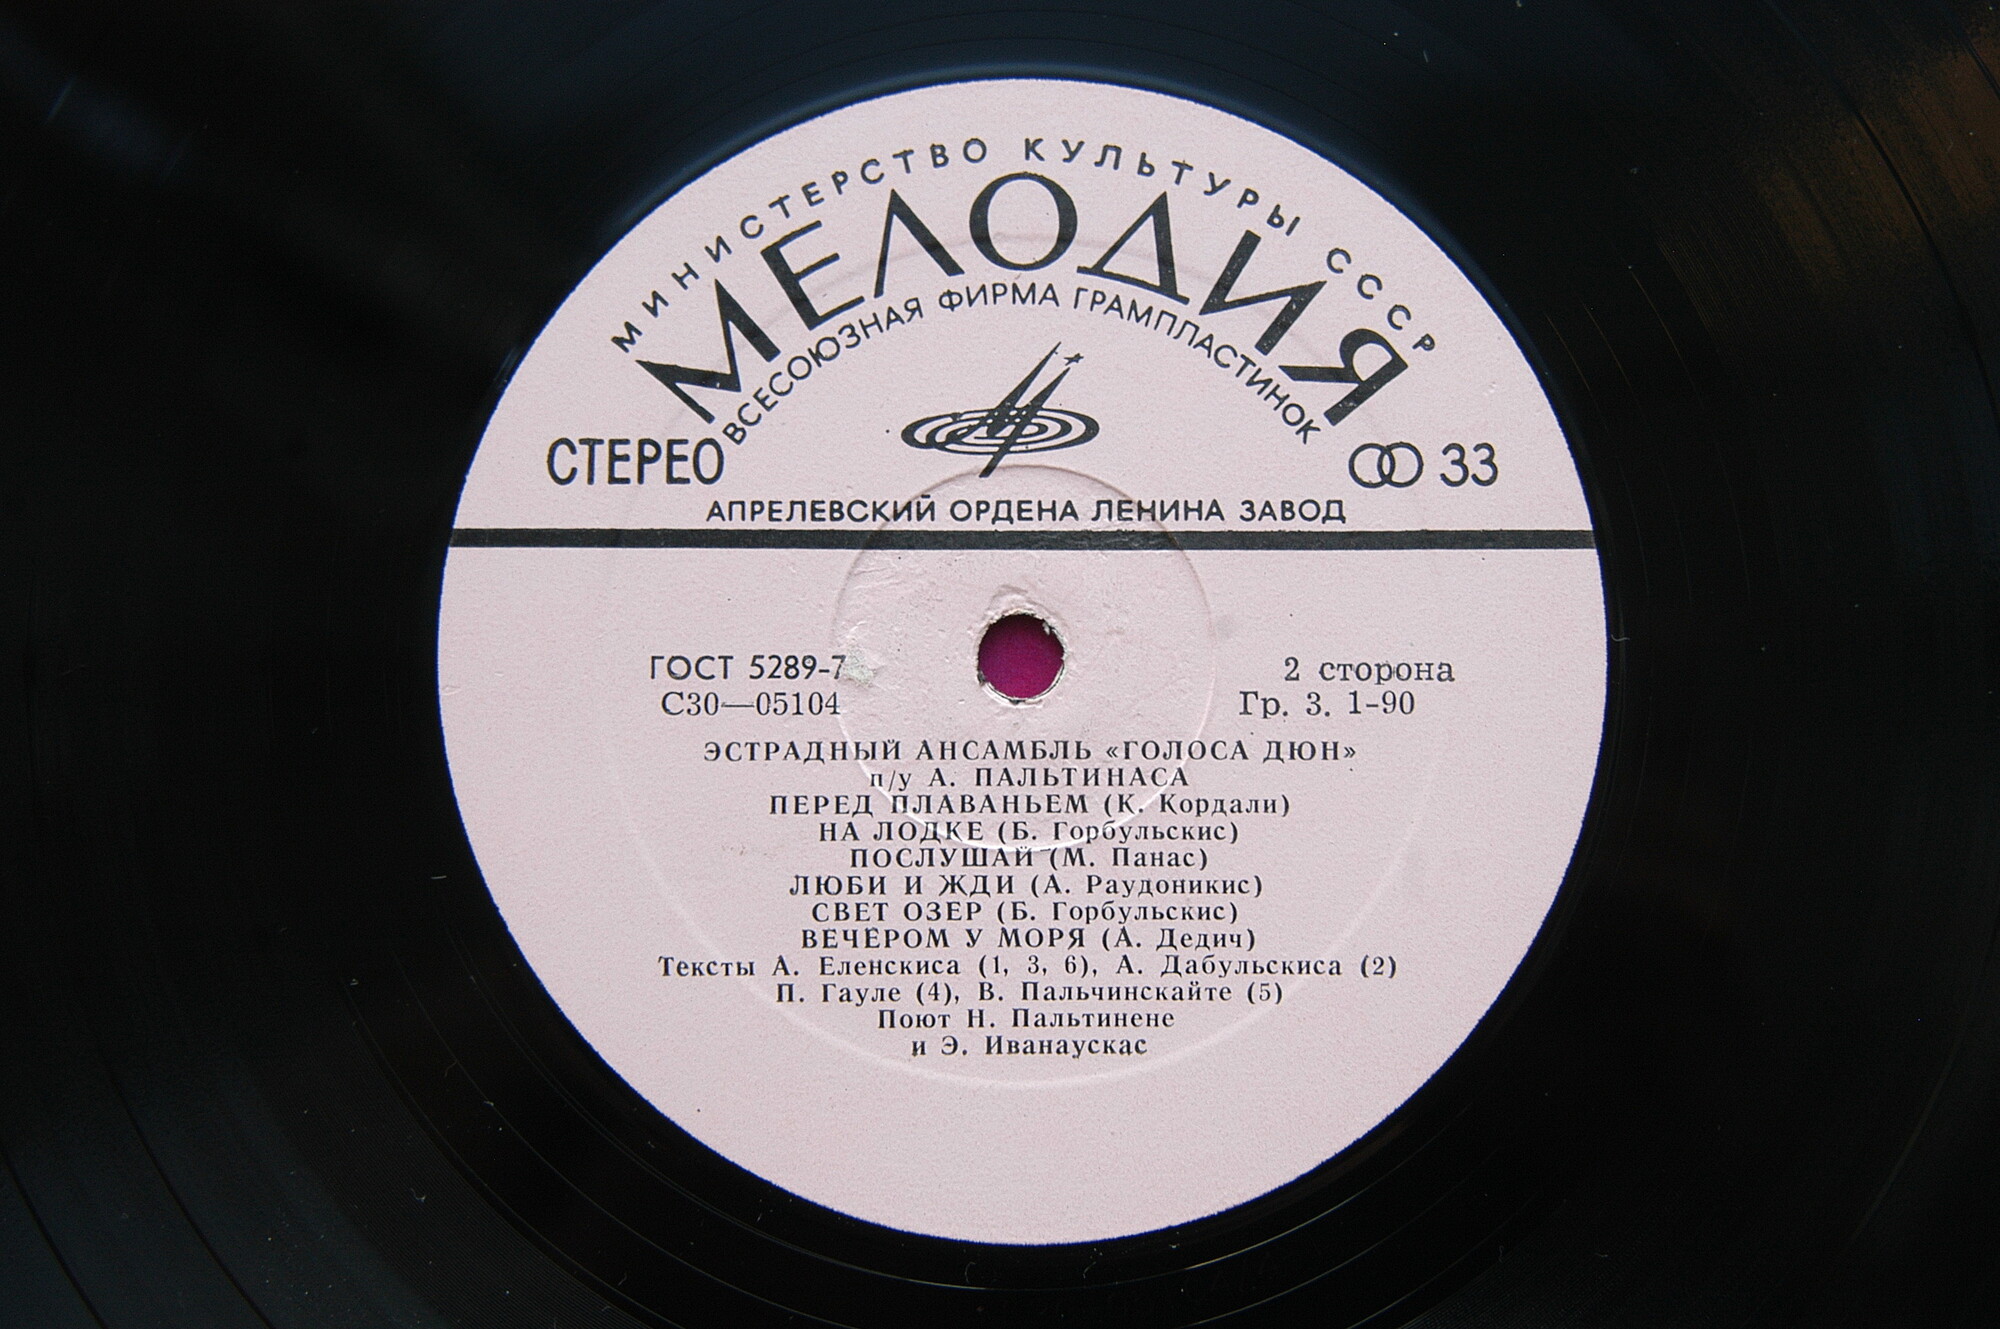 МИНИСТЕРСТВО КУЛЬТУРЫ СССР
МЕЛОДИЯ
ВСЕСОЮЗНАЯ ФИРМА ГРАМПЛАСТИНОК
СТЕРЕО
33
АПРЕЛЕВСКИЙ ОРДЕНА ЛЕНИНА ЗАВОД
ГОСТ 5289-7
С30—05104
2 сторона
Гр. 3. 1-90
ЭСТРАДНЫЙ АНСАМБЛЬ «ГОЛОСА ДЮН»
п/у А. ПАЛЬТИНАСА
ПЕРЕД ПЛАВАНЬЕМ (К. Кордали)
НА ЛОДКЕ (Б. Горбульскис)
ПОСЛУШАЙ (М. Панас)
ЛЮБИ И ЖДИ (А. Раудоникис)
СВЕТ ОЗЕР (Б. Горбульскис)
ВЕЧЕРОМ У МОРЯ (А. Дедич)
Тексты А. Еленскиса (1, 3, 6), А. Дабульскиса (2)
П. Гауле (4), В. Пальчинскайте (5)
Поют Н. Пальтинене
и Э. Иванаускас